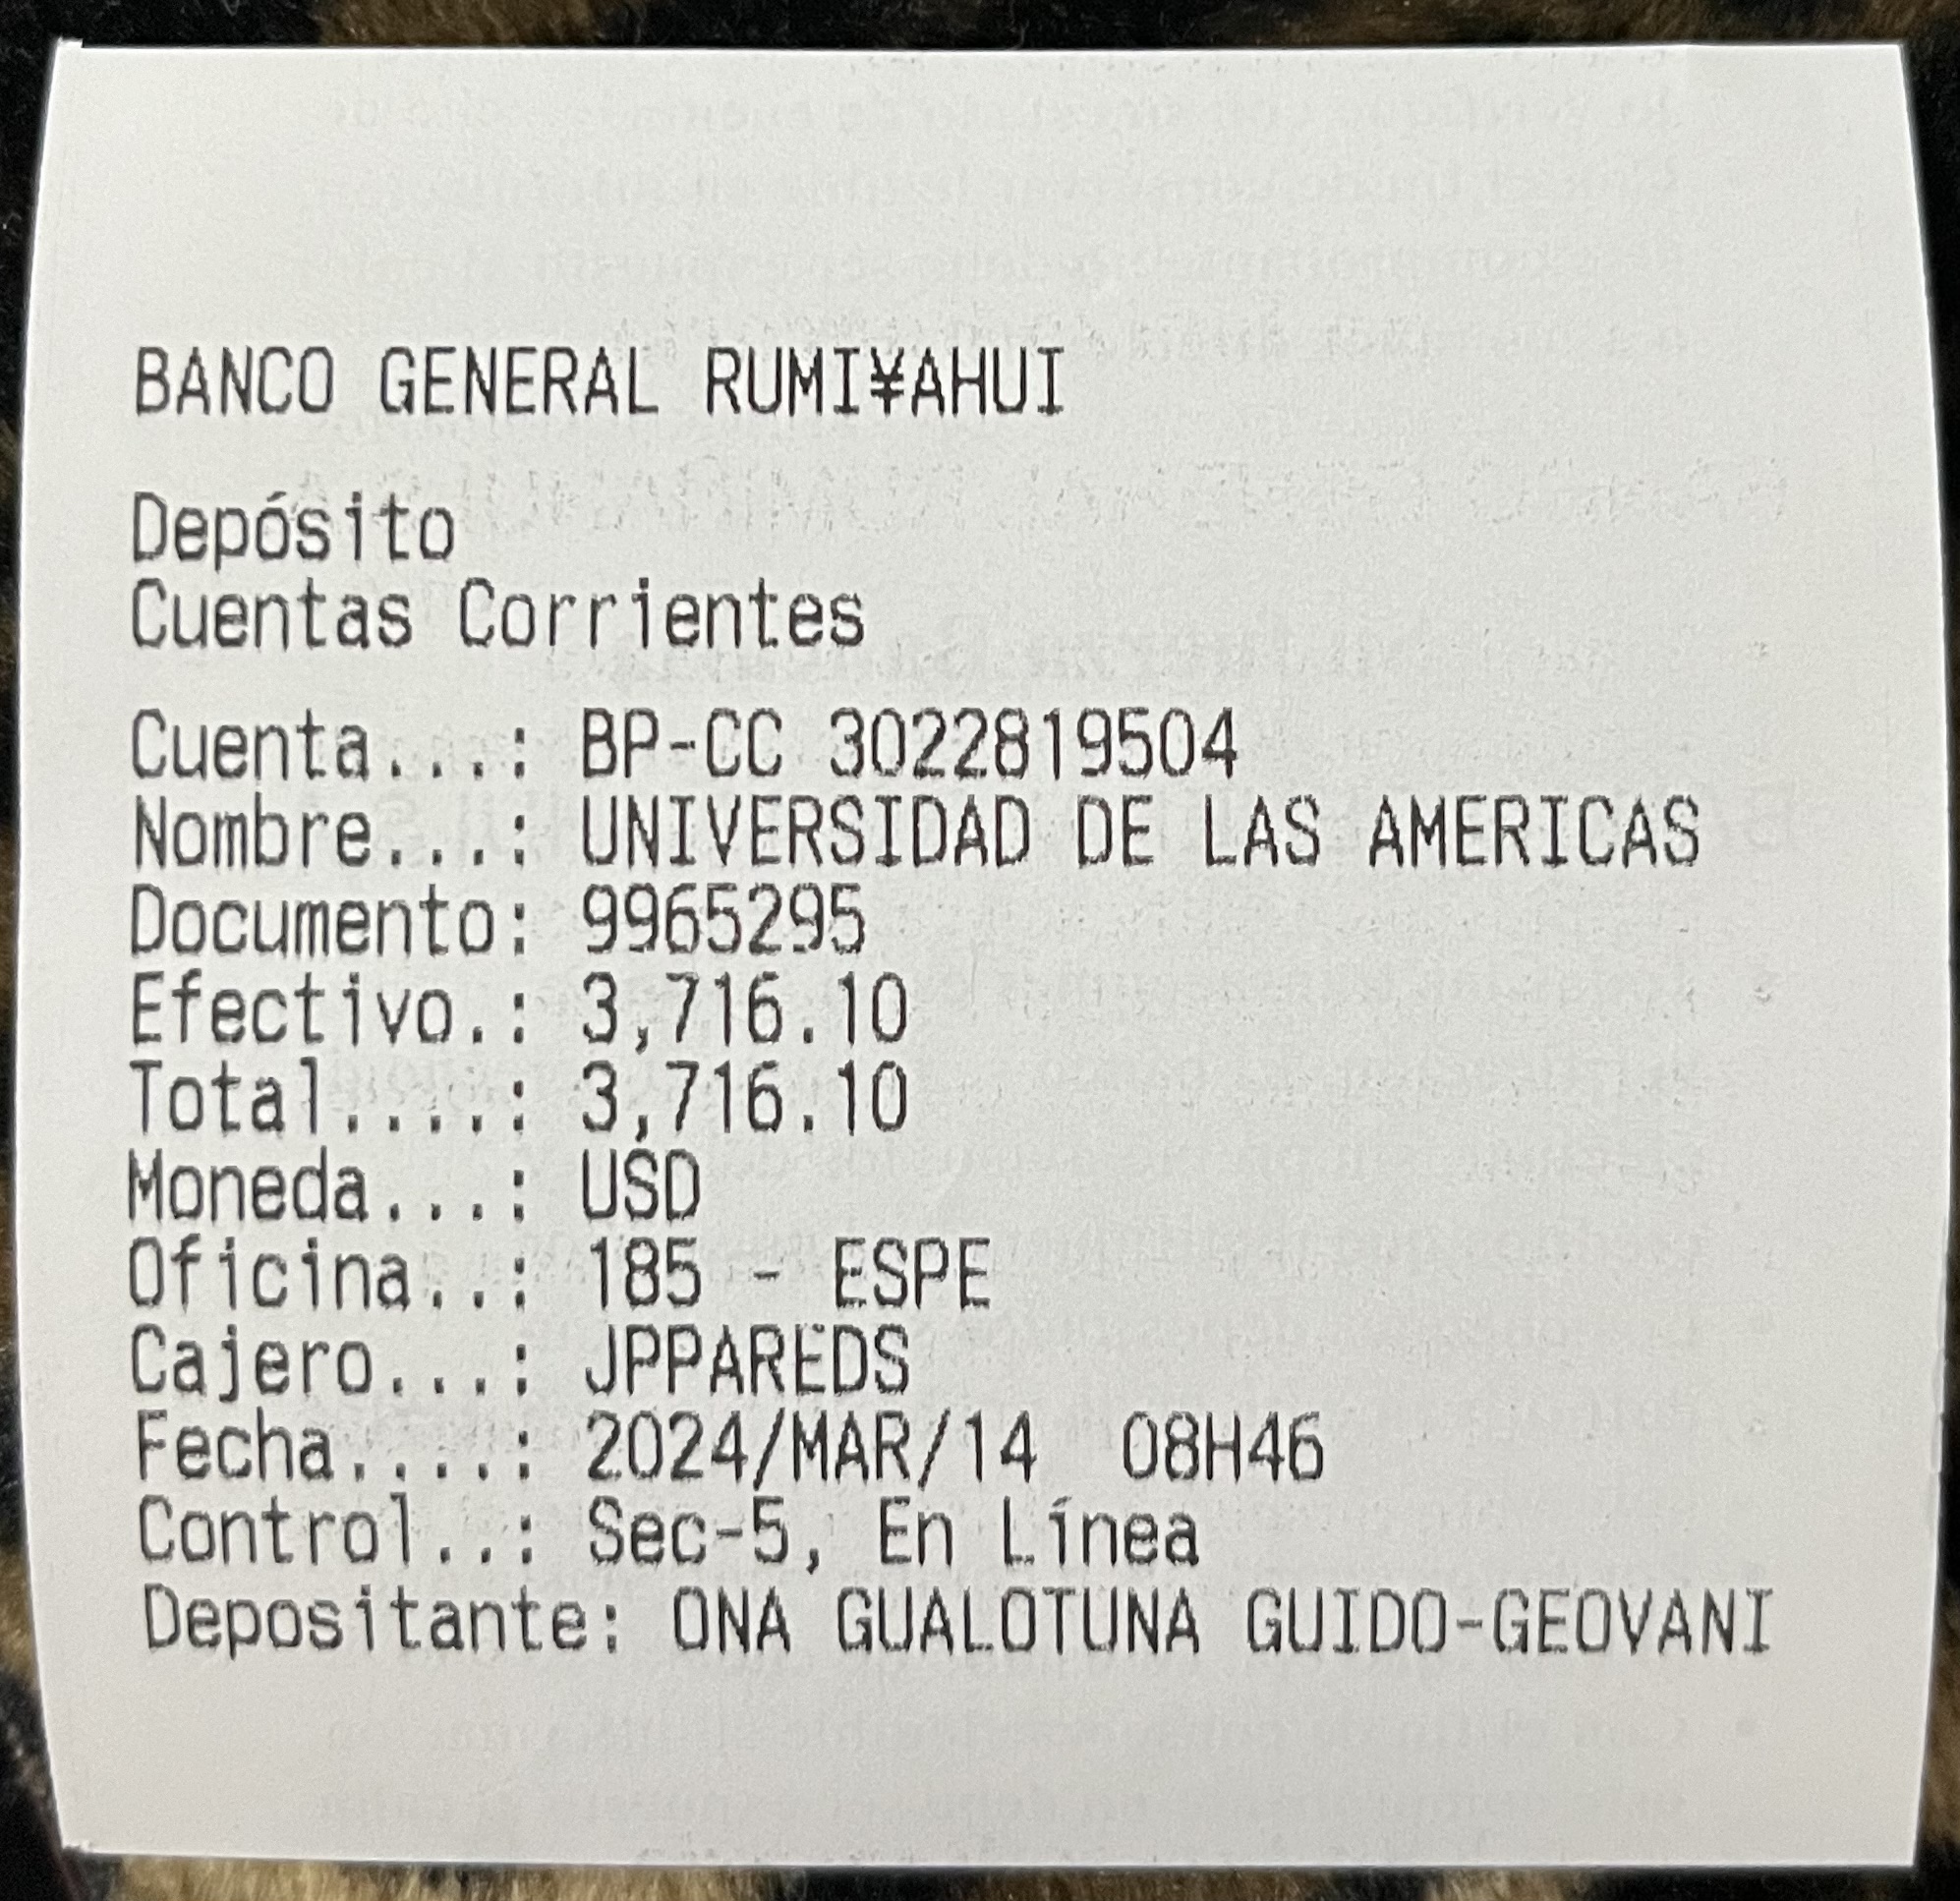 BANCO GENERAL RUMI¥AHUI
Depósito
Cuentas Corrientes
Cuenta...: BP-CC 3022819504
Nombre...: UNIVERSIDAD DE LAS AMERICAS
Documento: 9965295
Efectivo.: 3,716.10
Total....: 3,716.10
Moneda...: USD
Oficina..: 185 - ESPE
Cajero...: JPPAREDS
Fecha....: 2024/MAR/14  08H46
Control..: Sec-5, En Línea
Depositante: ONA GUALOTUNA GUIDO-GEOVANI